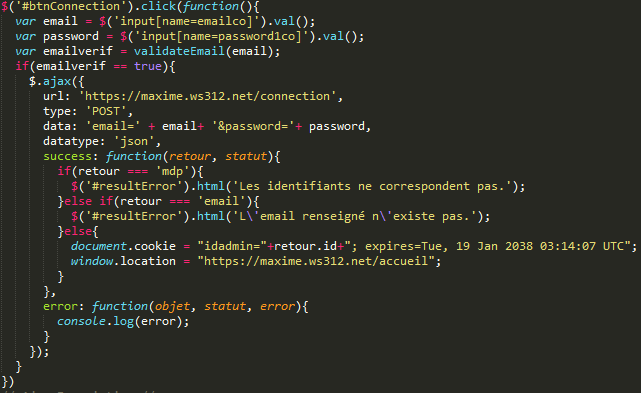 $('#btnConnection').click(function(){
var email = $('input[name=emailco]').val();
var password = $('input[name=password1co]').val();
var emailverif = validateEmail(email);
if(emailverif == true){
$.ajax({
url: 'https://maxime.ws312.net/connection',
type: 'POST',
data: 'email=' + email+ '&password='+ password,
datatype: 'json',
success: function(retour, statut){
if(retour === 'mdp'){
$('#resultError').html('Les identifiants ne correspondent pas.');
}else if(retour === 'email'){
$('#resultError').html('L\'email renseigné n\'existe pas.');
}else{
document.cookie = "idadmin="+retour.id+"; expires=Tue, 19 Jan 2038 03:14:07 UTC";
window.location = "https://maxime.ws312.net/accueil";
}
},
error: function(objet, statut, error){
console.log(error);
}
});
}
})